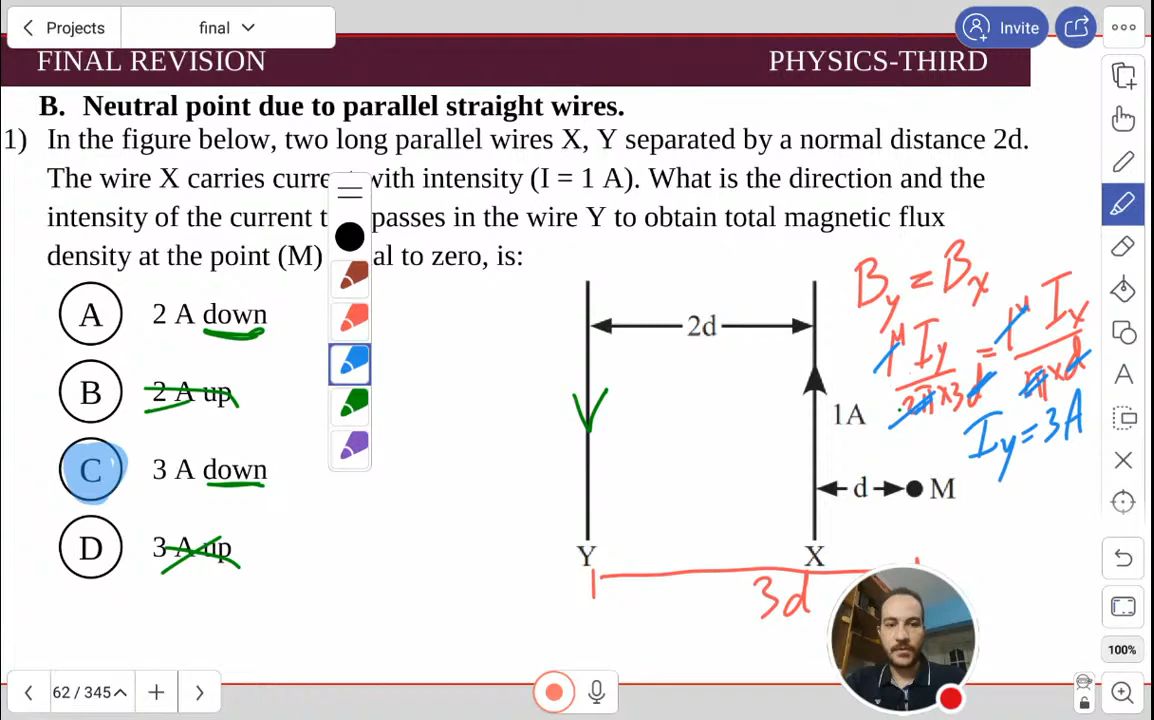 Projects
final
Invite
FINAL REVISION
PHYSICS-THIRD
B. Neutral point due to parallel straight wires.
1) In the figure below, two long parallel wires X, Y separated by a normal distance 2d.
The wire X carries curre with intensity (I = 1 A). What is the direction and the
intensity of the current t passes in the wire Y to obtain total magnetic flux
density at the point (M) al to zero, is:
A 2 A down
B 2 A up
C 3 A down
D 3 A up
2d
1A
d M
Y X
3d
By = Bx
μ Iy / 2π×3d = μ Ix / π×d
Iy = 3A
A
62 / 345
100%